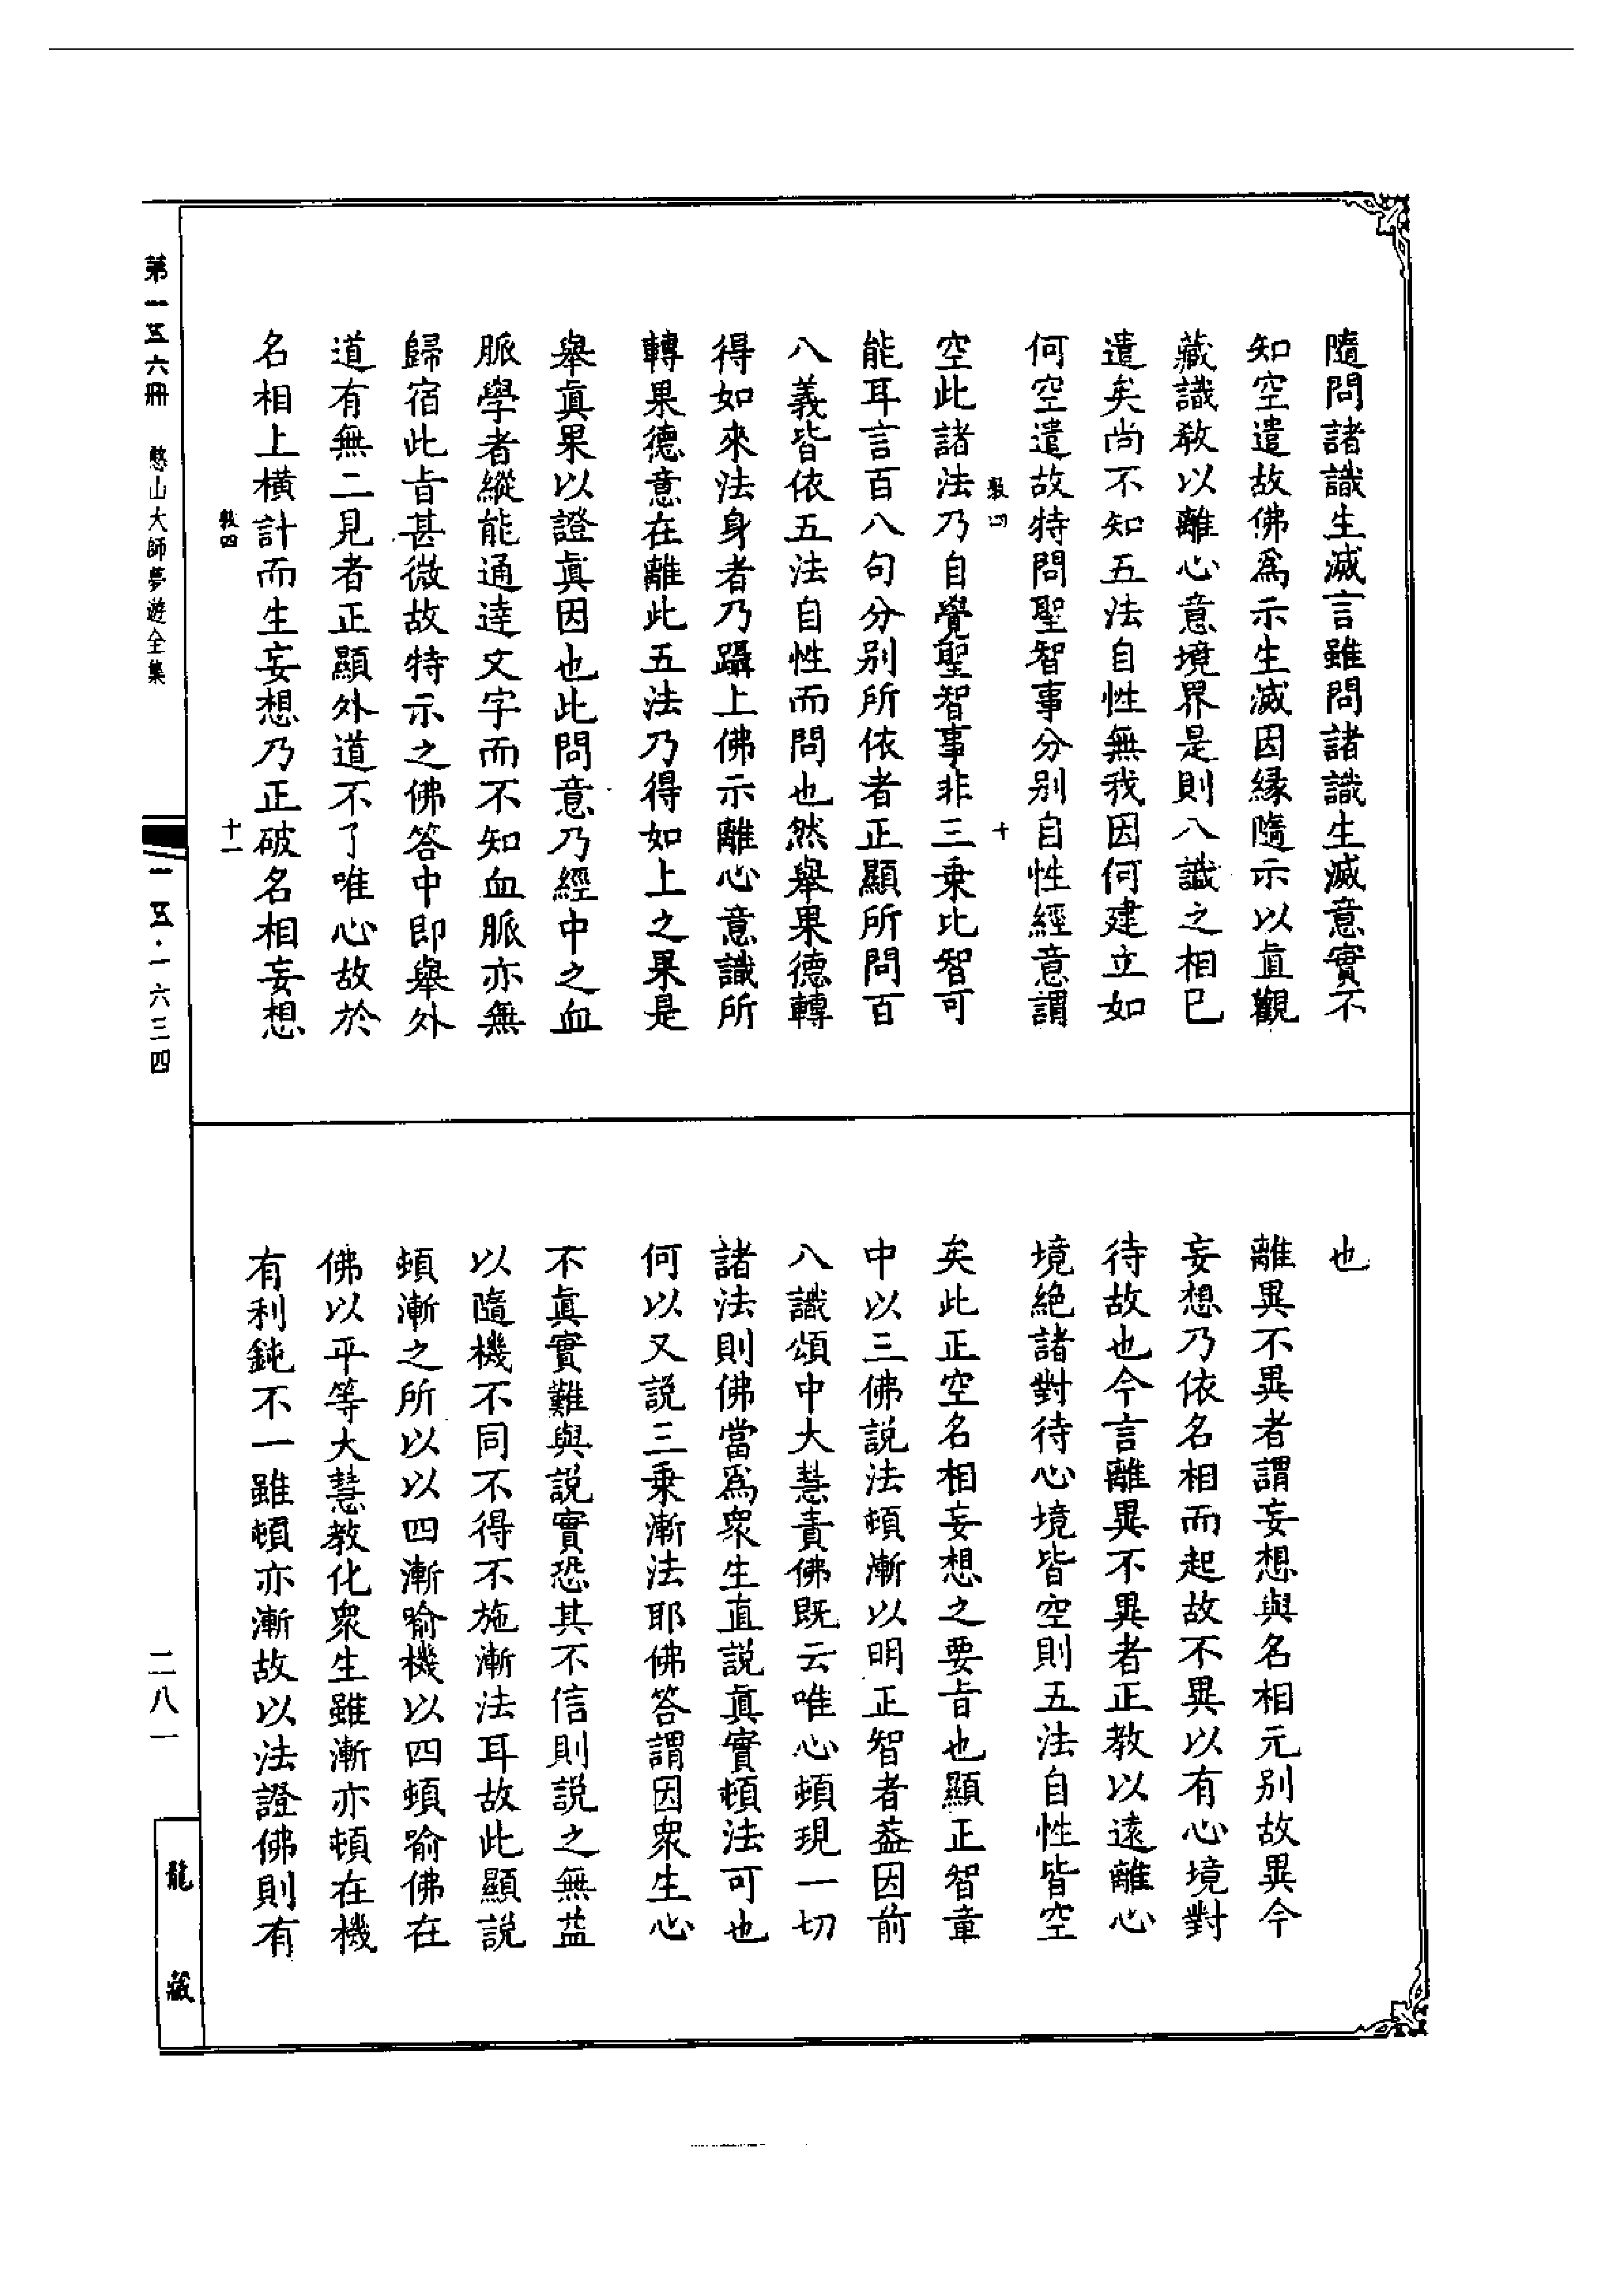 隨問諸識生滅言雖問諸識生滅意實不
知空遣故佛爲示生滅因緣隨示以眞觀
藏識教以離心意境界是則八識之相已
遣矣尚不知五法自性無我因何建立如
何空遣故特問聖智事分别自性經意謂
教四
十
空此諸法乃自覺聖智事非三乘比智可
能耳言百八句分别所依者正顯所問百
八義皆依五法自性而問也然舉果德轉
得如來法身者乃躡上佛示離心意識所
轉果德意在離此五法乃得如上之果是
舉眞果以證眞因也此問意乃經中之血
脈學者縱能通達文字而不知血脈亦無
歸宿此旨甚微故特示之佛答中即舉外
道有無二見者正顯外道不了唯心故於
名相上橫計而生妄想乃正破名相妄想
教四
十一
也
離異不異者謂妄想與名相元别故異今
妄想乃依名相而起故不異以有心境對
待故也今言離異不異者正教以遠離心
境絶諸對待心境皆空則五法自性皆空
矣此正空名相妄想之要旨也顯正智章
中以三佛説法頓漸以明正智者葢因前
八識頌中大慧責佛既云唯心頓現一切
諸法則佛當爲衆生直説眞實頓法可也
何以又説三乘漸法耶佛答謂因衆生心
不眞實難與説實恐其不信則説之無益
以隨機不同不得不施漸法耳故此顯説
頓漸之所以以四漸喻機以四頓喻佛在
佛以平等大慧教化衆生雖漸亦頓在機
有利鈍不一雖頓亦漸故以法證佛則有
第一五六冊　憨山大師夢遊全集
一五·一六三四
二八一
龍藏